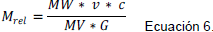 M_rel = (MW * v * c) / (MV * G) Ecuación 6.